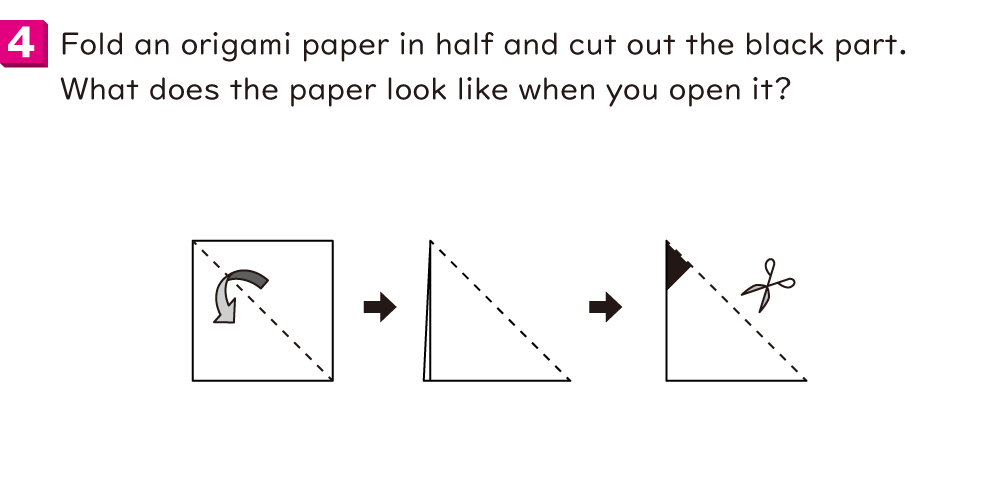 4 Fold an origami paper in half and cut out the black part.
What does the paper look like when you open it?